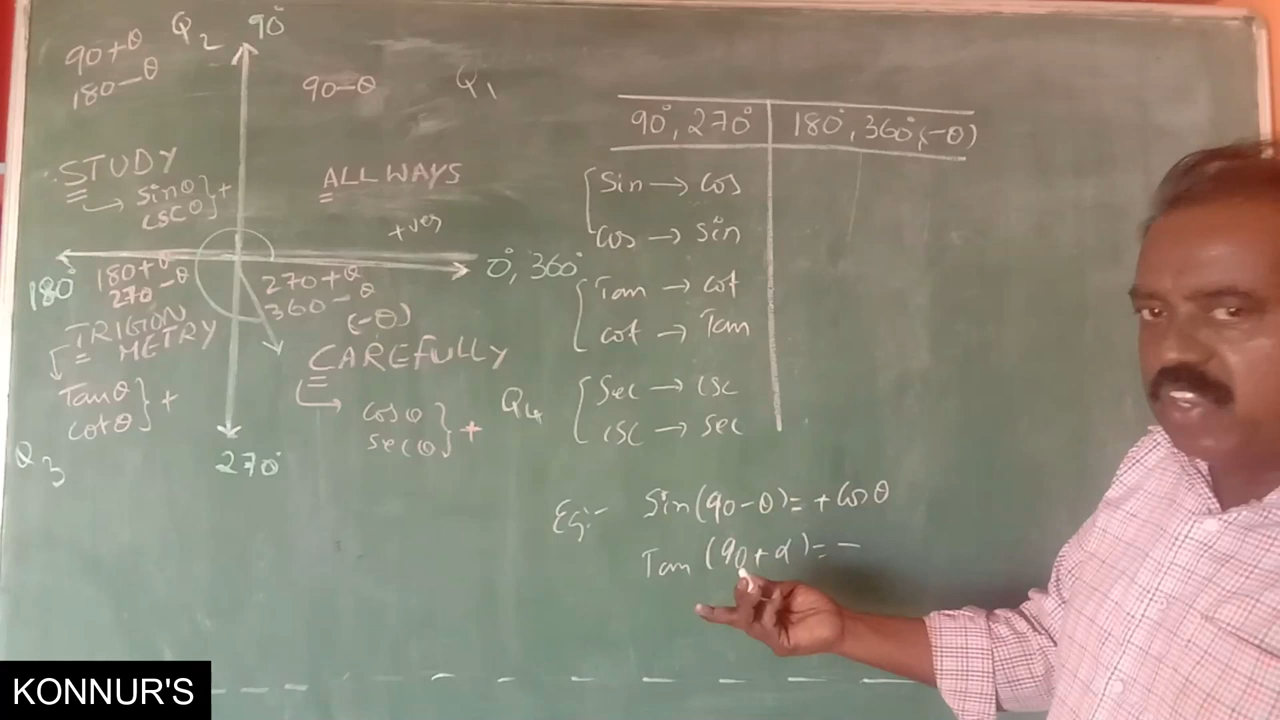 90+θ
180-θ
Q2
90°
90-θ
Q1
STUDY
sinθ
cscθ } +
ALLWAYS
+ves
180°
0°, 360°
180+θ
270-θ
270+θ
360-θ
(-θ)
TRIGION
METRY
Tanθ
cotθ } +
CAREFULLY
cosθ
secθ } +
Q4
Q3
270°
90°, 270°
180°, 360°, (-θ)
Sin → cos
cos → sin
Tan → cot
cot → Tan
Sec → csc
csc → sec
Eg:- Sin(90-θ) = + cosθ
Tan (90+α) = -
KONNUR'S